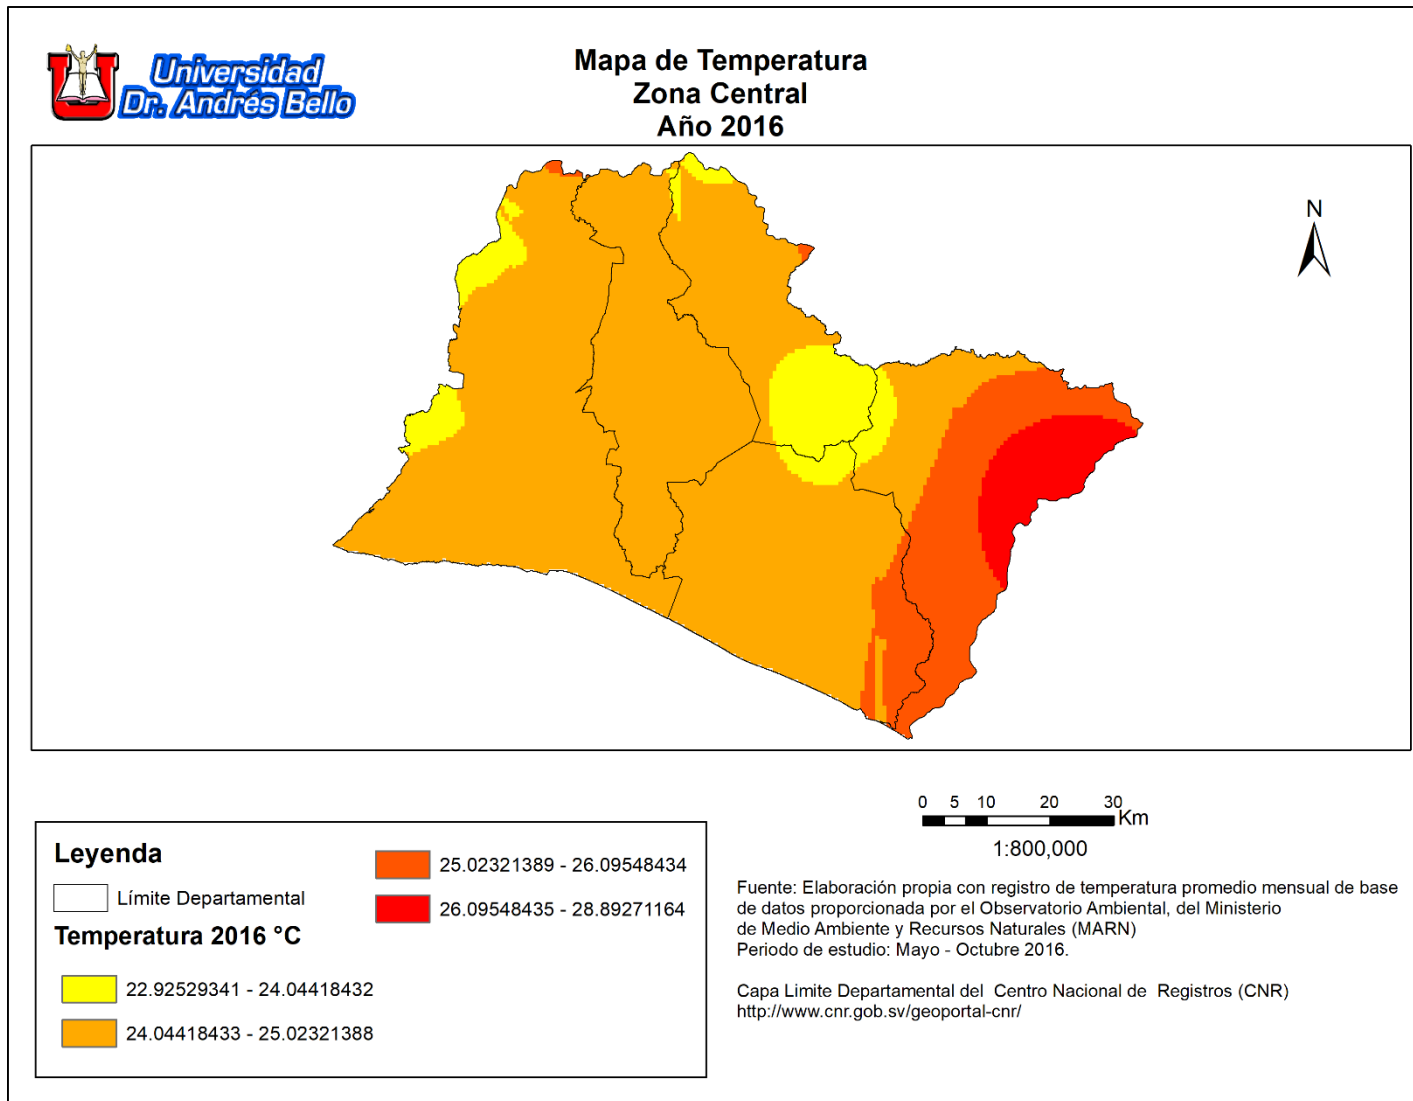 Universidad
Dr. Andrés Bello
Mapa de Temperatura
Zona Central
Año 2016
N
0 5 10 20 30
Km
1:800,000
Leyenda
Límite Departamental
Temperatura 2016 °C
22.92529341 - 24.04418432
24.04418433 - 25.02321388
25.02321389 - 26.09548434
26.09548435 - 28.89271164
Fuente: Elaboración propia con registro de temperatura promedio mensual de base
de datos proporcionada por el Observatorio Ambiental, del Ministerio
de Medio Ambiente y Recursos Naturales (MARN)
Periodo de estudio: Mayo - Octubre 2016.
Capa Limite Departamental del Centro Nacional de Registros (CNR)
http://www.cnr.gob.sv/geoportal-cnr/